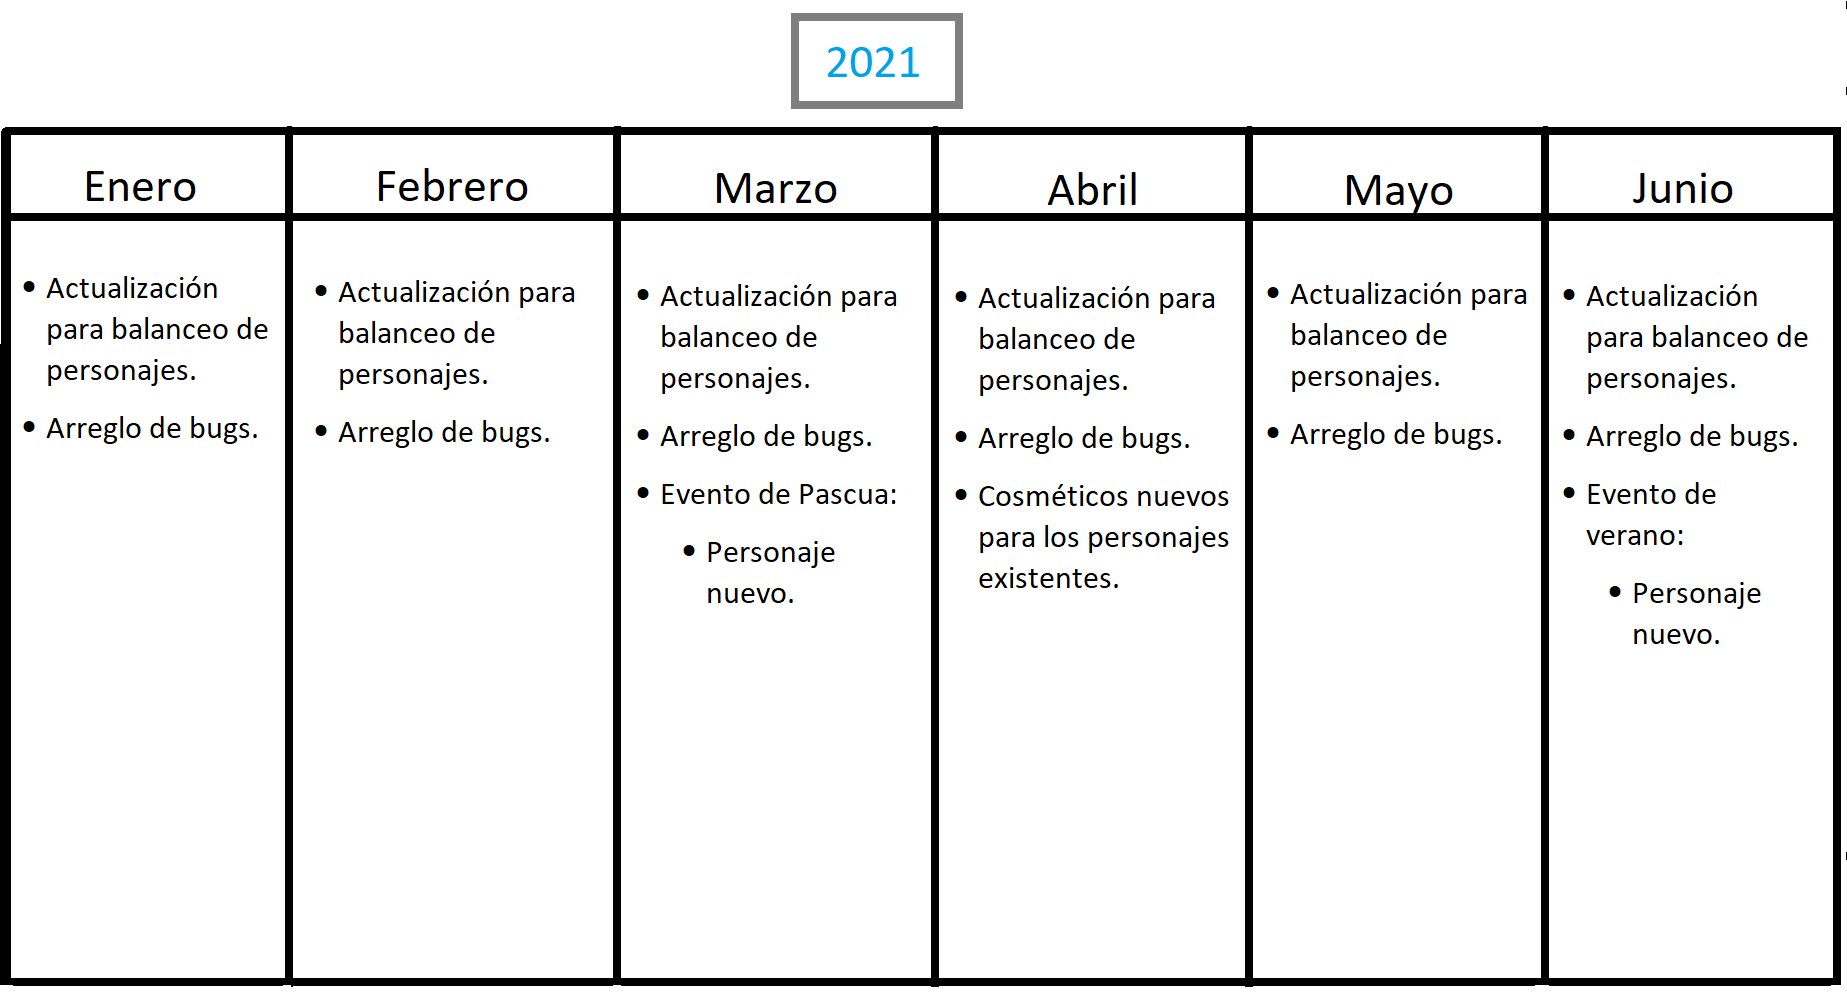 2021
Enero
Febrero
Marzo
Abril
Mayo
Junio
• Actualización
para balanceo de
personajes.
• Arreglo de bugs.
• Actualización para
balanceo de
personajes.
• Arreglo de bugs.
• Actualización para
balanceo de
personajes.
• Arreglo de bugs.
• Evento de Pascua:
• Personaje
nuevo.
• Actualización para
balanceo de
personajes.
• Arreglo de bugs.
• Cosméticos nuevos
para los personajes
existentes.
• Actualización para
balanceo de
personajes.
• Arreglo de bugs.
• Actualización
para balanceo de
personajes.
• Arreglo de bugs.
• Evento de
verano:
• Personaje
nuevo.